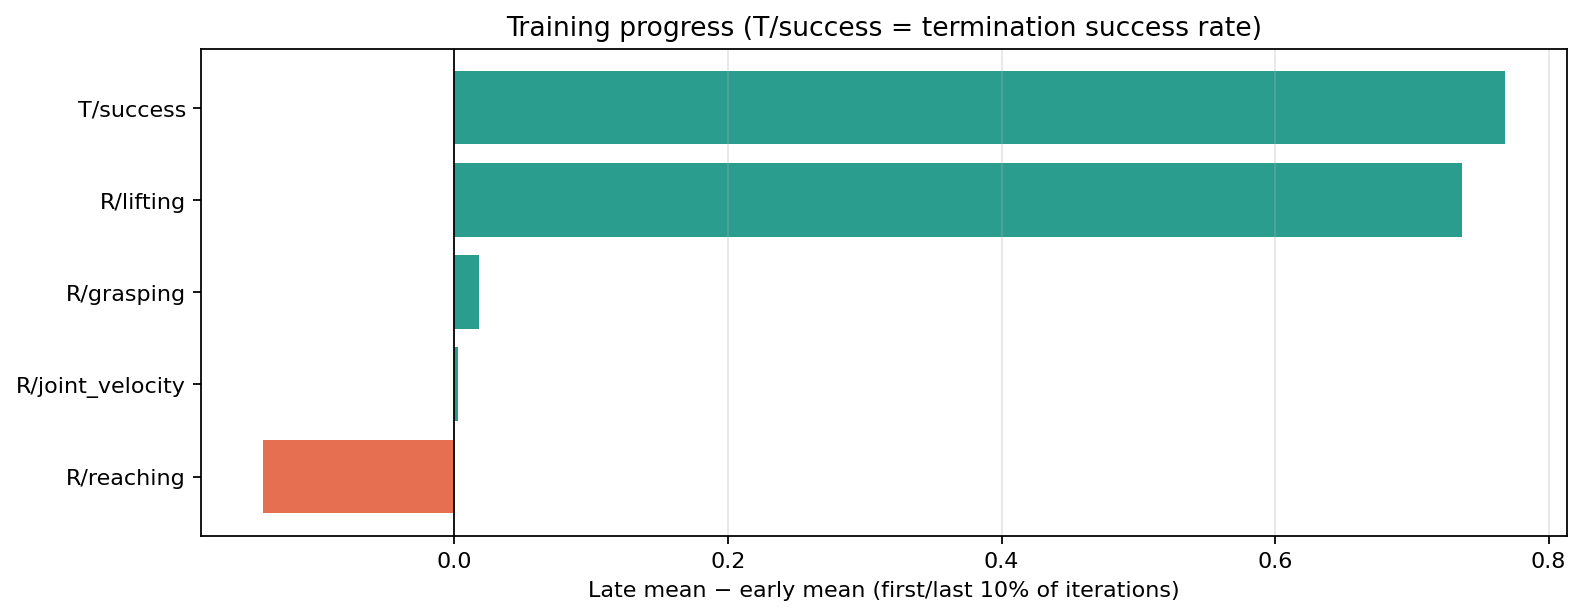 Training progress (T/success = termination success rate)
T/success
R/lifting
R/grasping
R/joint_velocity
R/reaching
0.0 0.2 0.4 0.6 0.8
Late mean − early mean (first/last 10% of iterations)